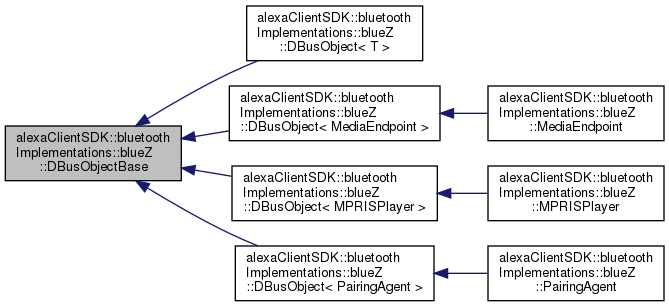 alexaClientSDK::bluetooth
Implementations::blueZ
::DBusObject< T >
alexaClientSDK::bluetooth
Implementations::blueZ
::DBusObject< MediaEndpoint >
alexaClientSDK::bluetooth
Implementations::blueZ
::MediaEndpoint
alexaClientSDK::bluetooth
Implementations::blueZ
::DBusObjectBase
alexaClientSDK::bluetooth
Implementations::blueZ
::DBusObject< MPRISPlayer >
alexaClientSDK::bluetooth
Implementations::blueZ
::MPRISPlayer
alexaClientSDK::bluetooth
Implementations::blueZ
::DBusObject< PairingAgent >
alexaClientSDK::bluetooth
Implementations::blueZ
::PairingAgent